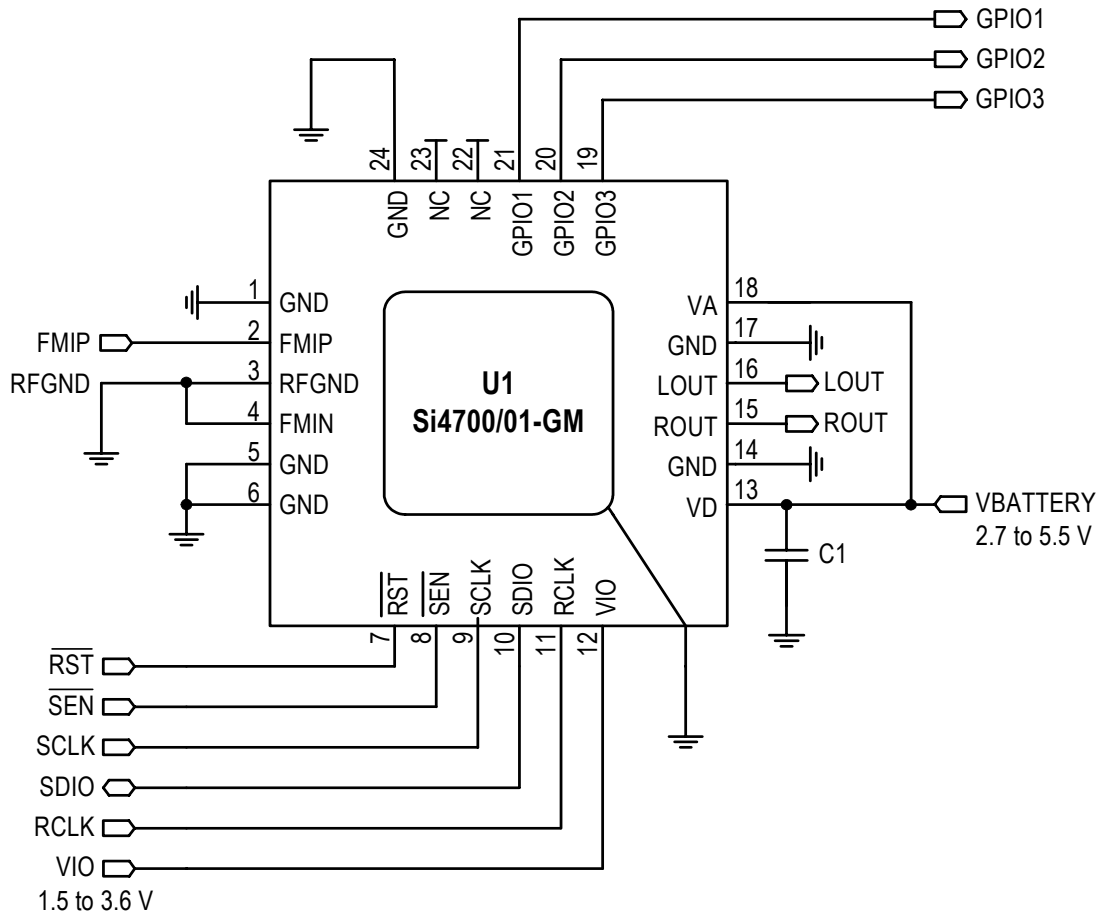 GPIO1
GPIO2
GPIO3
24
23
22
21
20
19
GND
NC
NC
GPIO1
GPIO2
GPIO3
1
GND
FMIP
2
FMIP
RFGND
3
RFGND
4
FMIN
5
GND
6
GND
U1
Si4700/01-GM
VA
18
GND
17
LOUT
16
LOUT
ROUT
15
ROUT
GND
14
VD
13
VBATTERY
2.7 to 5.5 V
C1
RST
SEN
SCLK
SDIO
RCLK
VIO
7
8
9
10
11
12
RST
SEN
SCLK
SDIO
RCLK
VIO
1.5 to 3.6 V